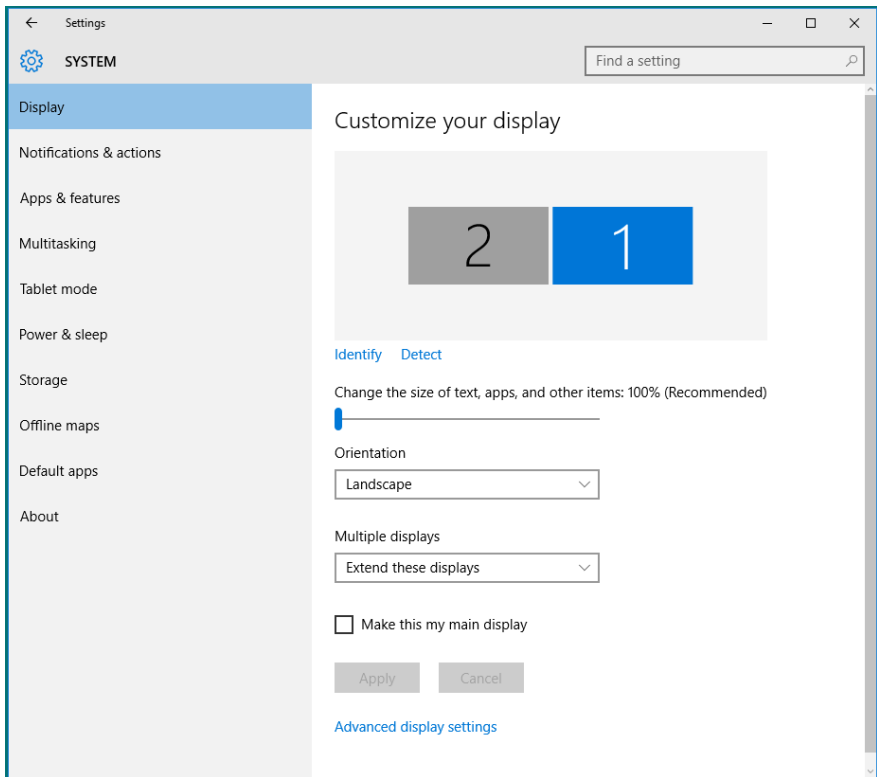 Settings
SYSTEM
Find a setting
Display
Notifications & actions
Apps & features
Multitasking
Tablet mode
Power & sleep
Storage
Offline maps
Default apps
About
Customize your display
2 1
Identify Detect
Change the size of text, apps, and other items: 100% (Recommended)
Orientation
Landscape
Multiple displays
Extend these displays
Make this my main display
Apply Cancel
Advanced display settings